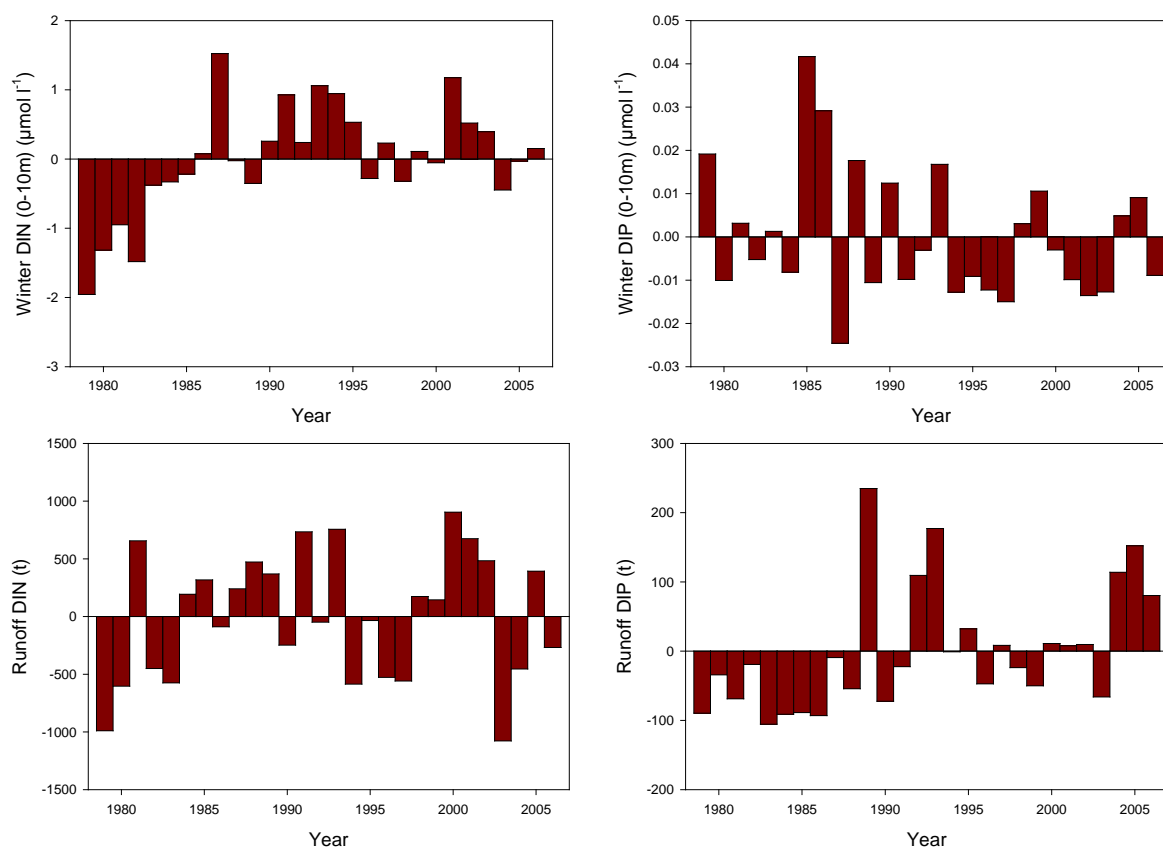 Winter DIN (0-10m) (µmol l⁻¹)
2
1
0
-1
-2
-3
1980 1985 1990 1995 2000 2005
Year
Winter DIP (0-10m) (µmol l⁻¹)
0.05
0.04
0.03
0.02
0.01
0.00
-0.01
-0.02
-0.03
1980 1985 1990 1995 2000 2005
Year
Runoff DIN (t)
1500
1000
500
0
-500
-1000
-1500
1980 1985 1990 1995 2000 2005
Year
Runoff DIP (t)
300
200
100
0
-100
-200
1980 1985 1990 1995 2000 2005
Year